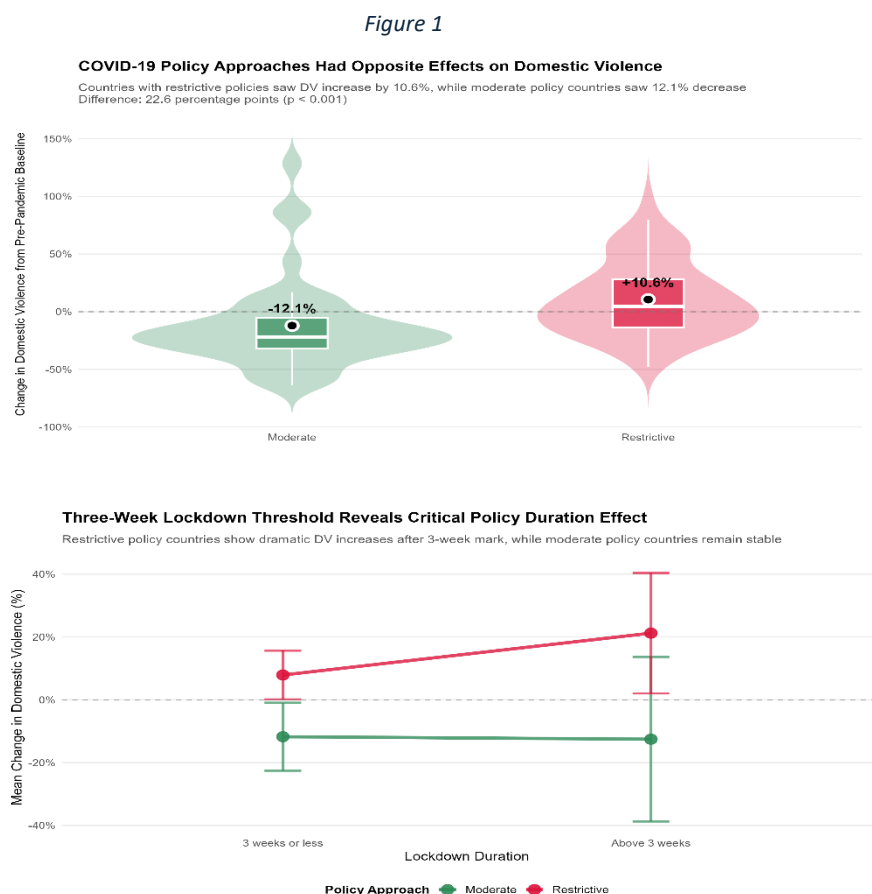 Figure 1
COVID-19 Policy Approaches Had Opposite Effects on Domestic Violence
Countries with restrictive policies saw DV increase by 10.6%, while moderate policy countries saw 12.1% decrease
Difference: 22.6 percentage points (p < 0.001)
Change in Domestic Violence from Pre-Pandemic Baseline
150%
100%
50%
0%
-50%
-100%
-12.1%
+10.6%
Moderate
Restrictive
Three-Week Lockdown Threshold Reveals Critical Policy Duration Effect
Restrictive policy countries show dramatic DV increases after 3-week mark, while moderate policy countries remain stable
Mean Change in Domestic Violence (%)
40%
20%
0%
-20%
-40%
3 weeks or less
Above 3 weeks
Lockdown Duration
Policy Approach Moderate Restrictive